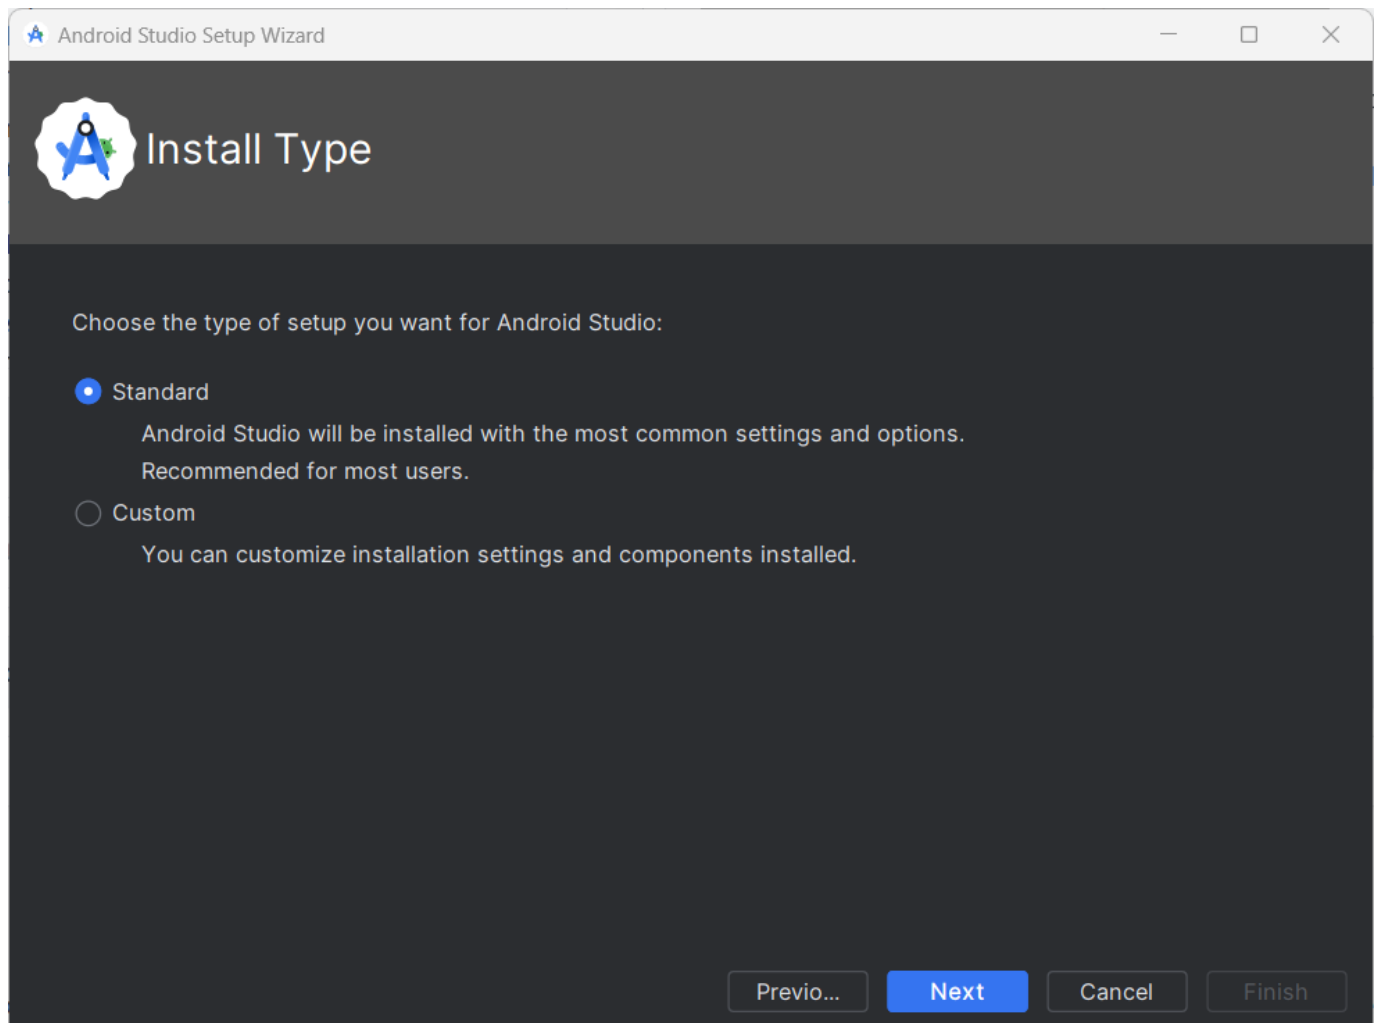 Android Studio Setup Wizard
Install Type
Choose the type of setup you want for Android Studio:
Standard
Android Studio will be installed with the most common settings and options.
Recommended for most users.
Custom
You can customize installation settings and components installed.
Previo... Next Cancel Finish